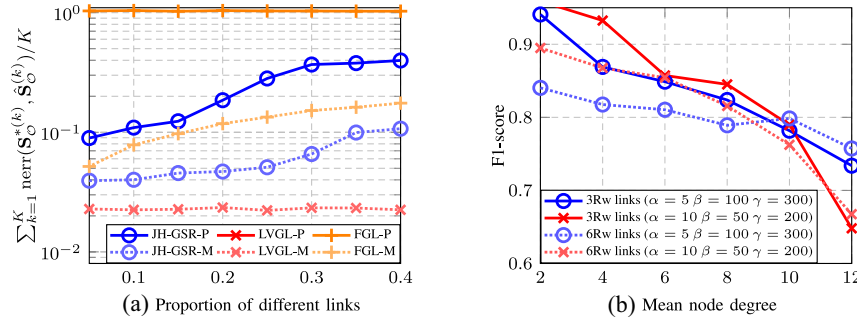 ∑_{k=1}^{K} nerr(S*_𝒪^{(k)}, Ŝ_𝒪^{(k)})/K
10^0
10^{-1}
10^{-2}
JH-GSR-P LVGL-P FGL-P
JH-GSR-M LVGL-M FGL-M
0.1 0.2 0.3 0.4
(a) Proportion of different links
F1-score
0.9
0.8
0.7
0.6
3Rw links (α = 5 β = 100 γ = 300)
3Rw links (α = 10 β = 50 γ = 200)
6Rw links (α = 5 β = 100 γ = 300)
6Rw links (α = 10 β = 50 γ = 200)
2 4 6 8 10 12
(b) Mean node degree